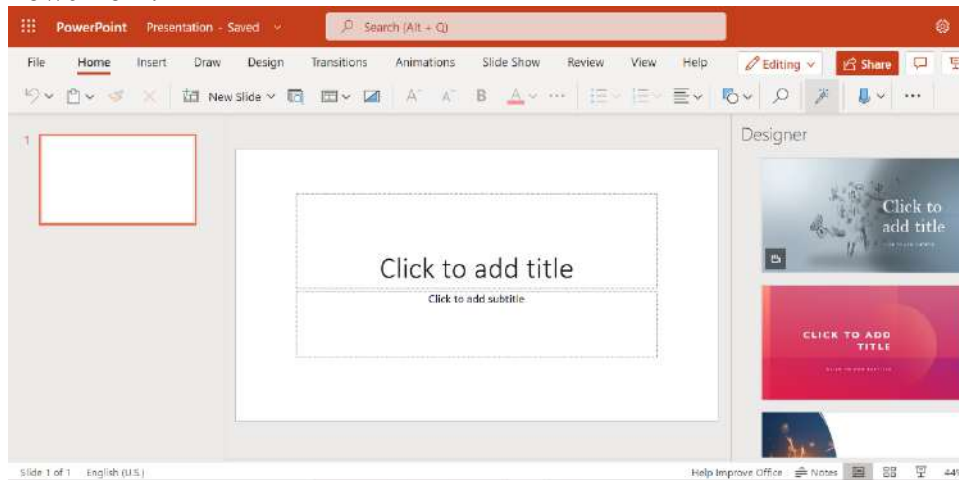 PowerPoint Presentation - Saved
Search (Alt + Q)
File Home Insert Draw Design Transitions Animations Slide Show Review View Help Editing Share
New Slide
B A
1
Designer
Click to add title
Click to add subtitle
Click to
add title
CLICK TO ADD
TITLE
Slide 1 of 1 English (U.S.) Help Improve Office Notes 44%